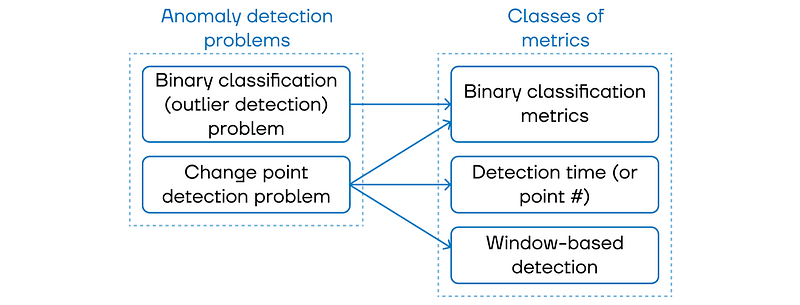 Anomaly detection
problems
Classes of
metrics
Binary classification
(outlier detection)
problem
Change point
detection problem
Binary classification
metrics
Detection time (or
point #)
Window-based
detection